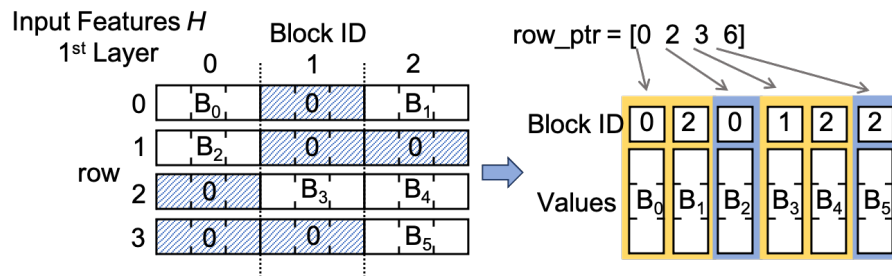 Input Features H
1st Layer
Block ID
0 1 2
0 B0 0 B1
1 B2 0 0
row
2 0 B3 B4
3 0 0 B5
row_ptr = [0 2 3 6]
Block ID 0 2 0 1 2 2
Values B0 B1 B2 B3 B4 B5